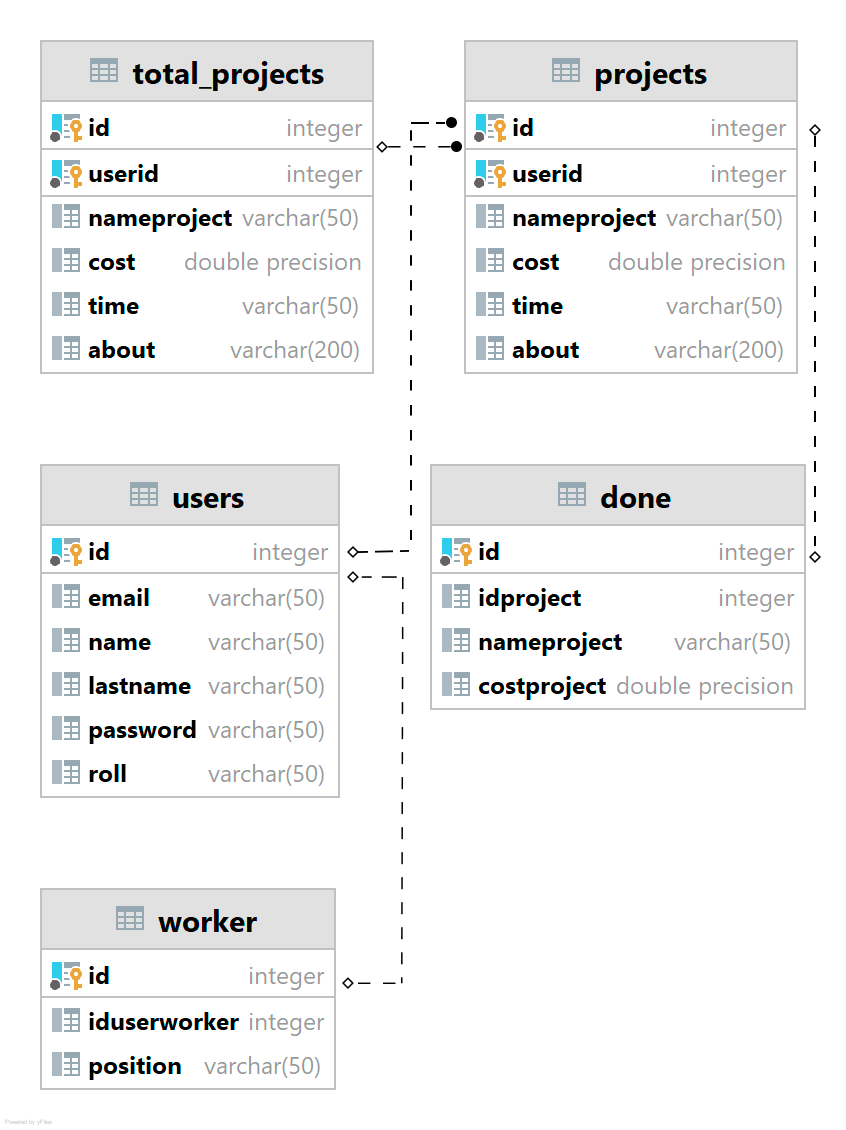 total_projects
id integer
userid integer
nameproject varchar(50)
cost double precision
time varchar(50)
about varchar(200)
projects
id integer
userid integer
nameproject varchar(50)
cost double precision
time varchar(50)
about varchar(200)
users
id integer
email varchar(50)
name varchar(50)
lastname varchar(50)
password varchar(50)
roll varchar(50)
done
id integer
idproject integer
nameproject varchar(50)
costproject double precision
worker
id integer
iduserworker integer
position varchar(50)
Powered by yFiles